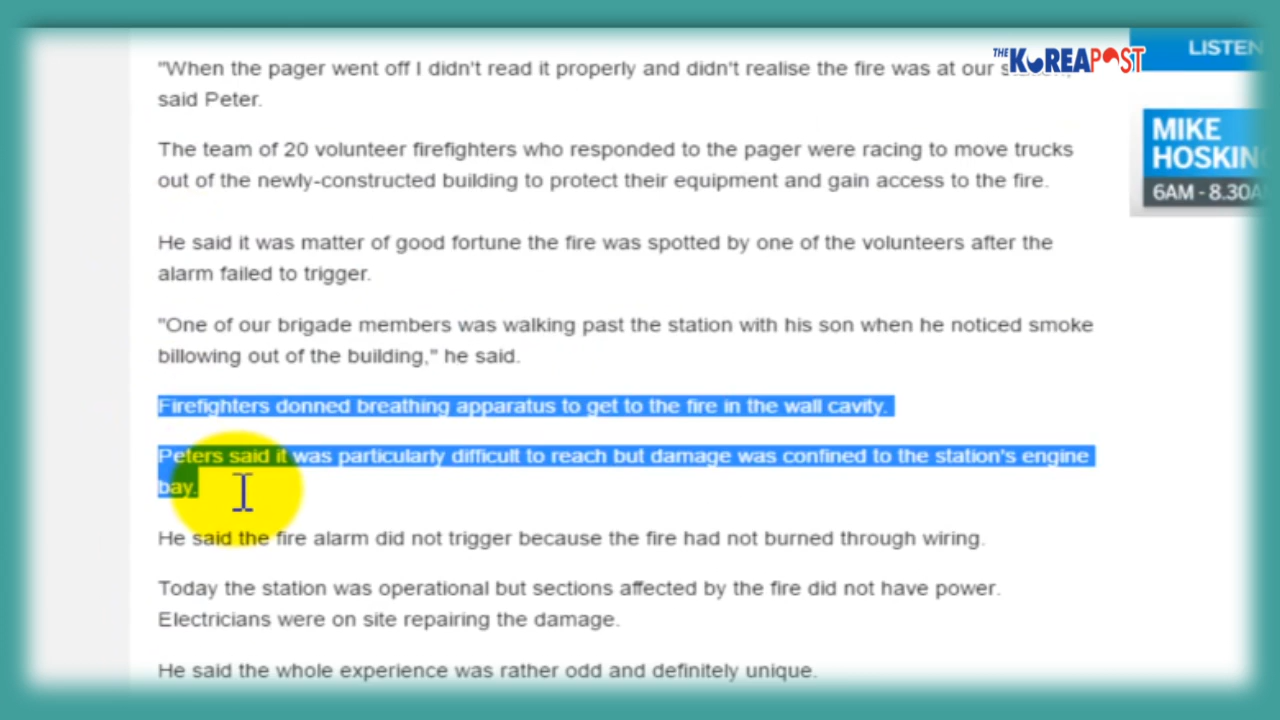 THE KOREAPOST
LISTEN
"When the pager went off I didn't read it properly and didn't realise the fire was at our
said Peter.
MIKE
HOSKIN
6AM - 8.30A
The team of 20 volunteer firefighters who responded to the pager were racing to move trucks
out of the newly-constructed building to protect their equipment and gain access to the fire.
He said it was matter of good fortune the fire was spotted by one of the volunteers after the
alarm failed to trigger.
"One of our brigade members was walking past the station with his son when he noticed smoke
billowing out of the building," he said.
Firefighters donned breathing apparatus to get to the fire in the wall cavity.
Peters said it was particularly difficult to reach but damage was confined to the station's engine
bay.
He said the fire alarm did not trigger because the fire had not burned through wiring.
Today the station was operational but sections affected by the fire did not have power.
Electricians were on site repairing the damage.
He said the whole experience was rather odd and definitely unique.